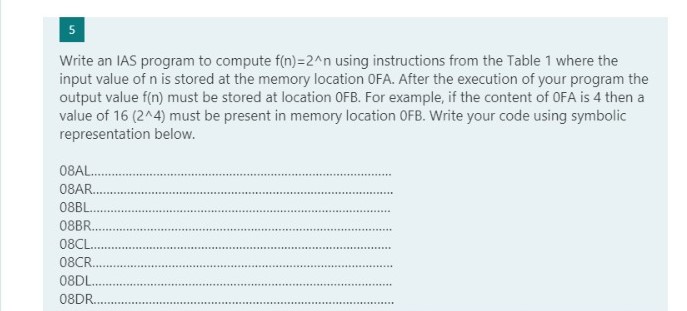 5
Write an IAS program to compute f(n)=2^n using instructions from the Table 1 where the
input value of n is stored at the memory location 0FA. After the execution of your program the
output value f(n) must be stored at location 0FB. For example, if the content of 0FA is 4 then a
value of 16 (2^4) must be present in memory location 0FB. Write your code using symbolic
representation below.
08AL....................................................................................
08AR....................................................................................
08BL....................................................................................
08BR....................................................................................
08CL....................................................................................
08CR....................................................................................
08DL....................................................................................
08DR....................................................................................